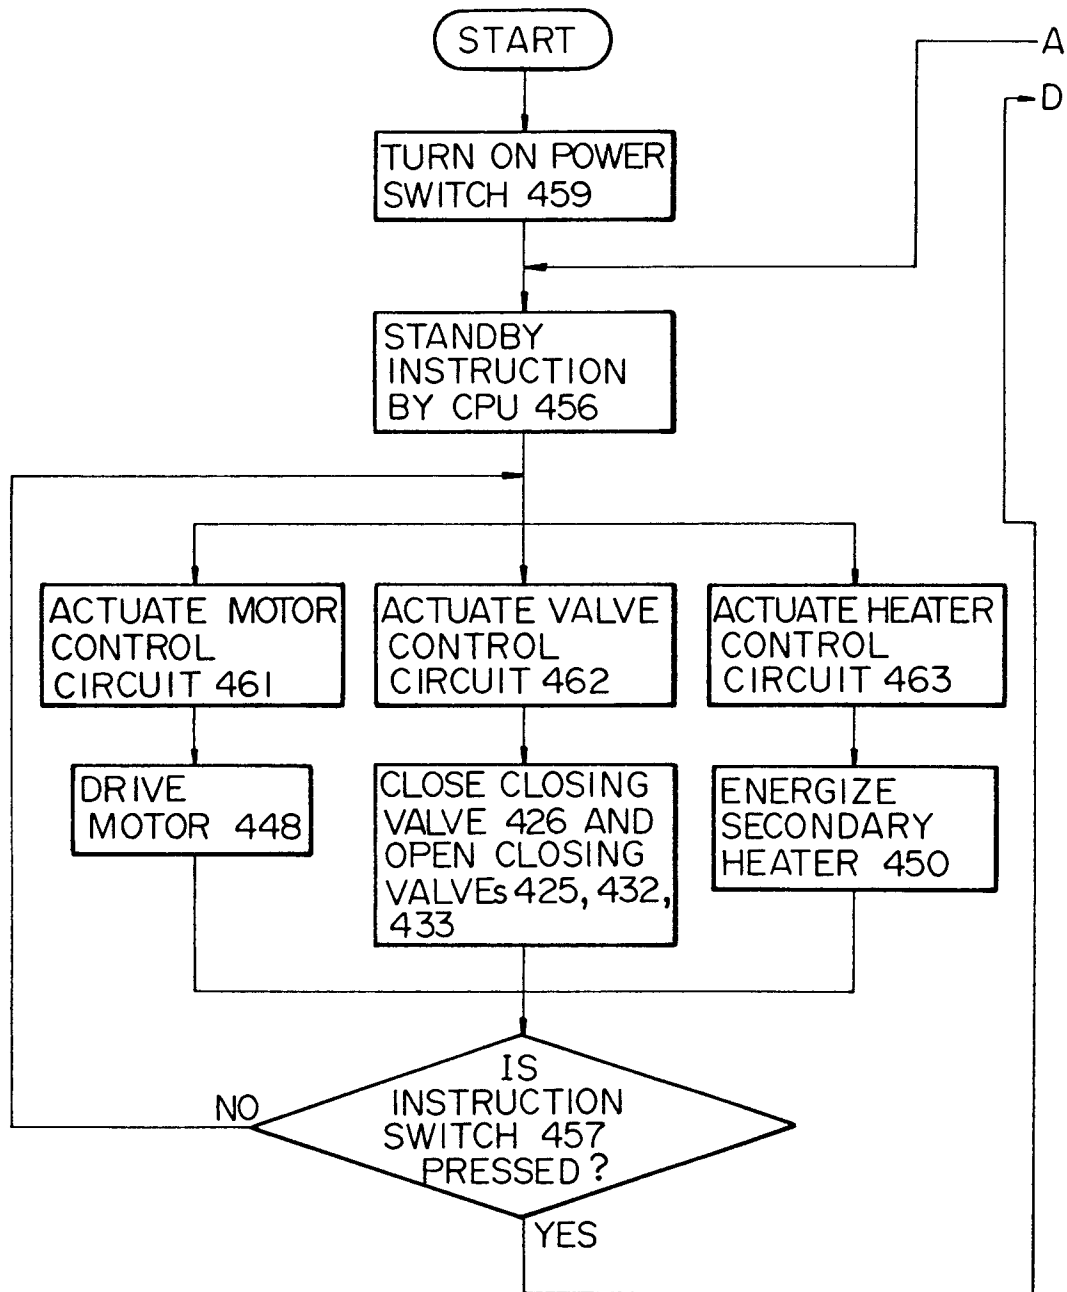 START
A
D
TURN ON POWER
SWITCH 459
STANDBY
INSTRUCTION
BY CPU 456
ACTUATE MOTOR
CONTROL
CIRCUIT 461
ACTUATE VALVE
CONTROL
CIRCUIT 462
ACTUATE HEATER
CONTROL
CIRCUIT 463
DRIVE
MOTOR 448
CLOSE CLOSING
VALVE 426 AND
OPEN CLOSING
VALVEs 425, 432,
433
ENERGIZE
SECONDARY
HEATER 450
IS
INSTRUCTION
SWITCH 457
PRESSED?
NO
YES